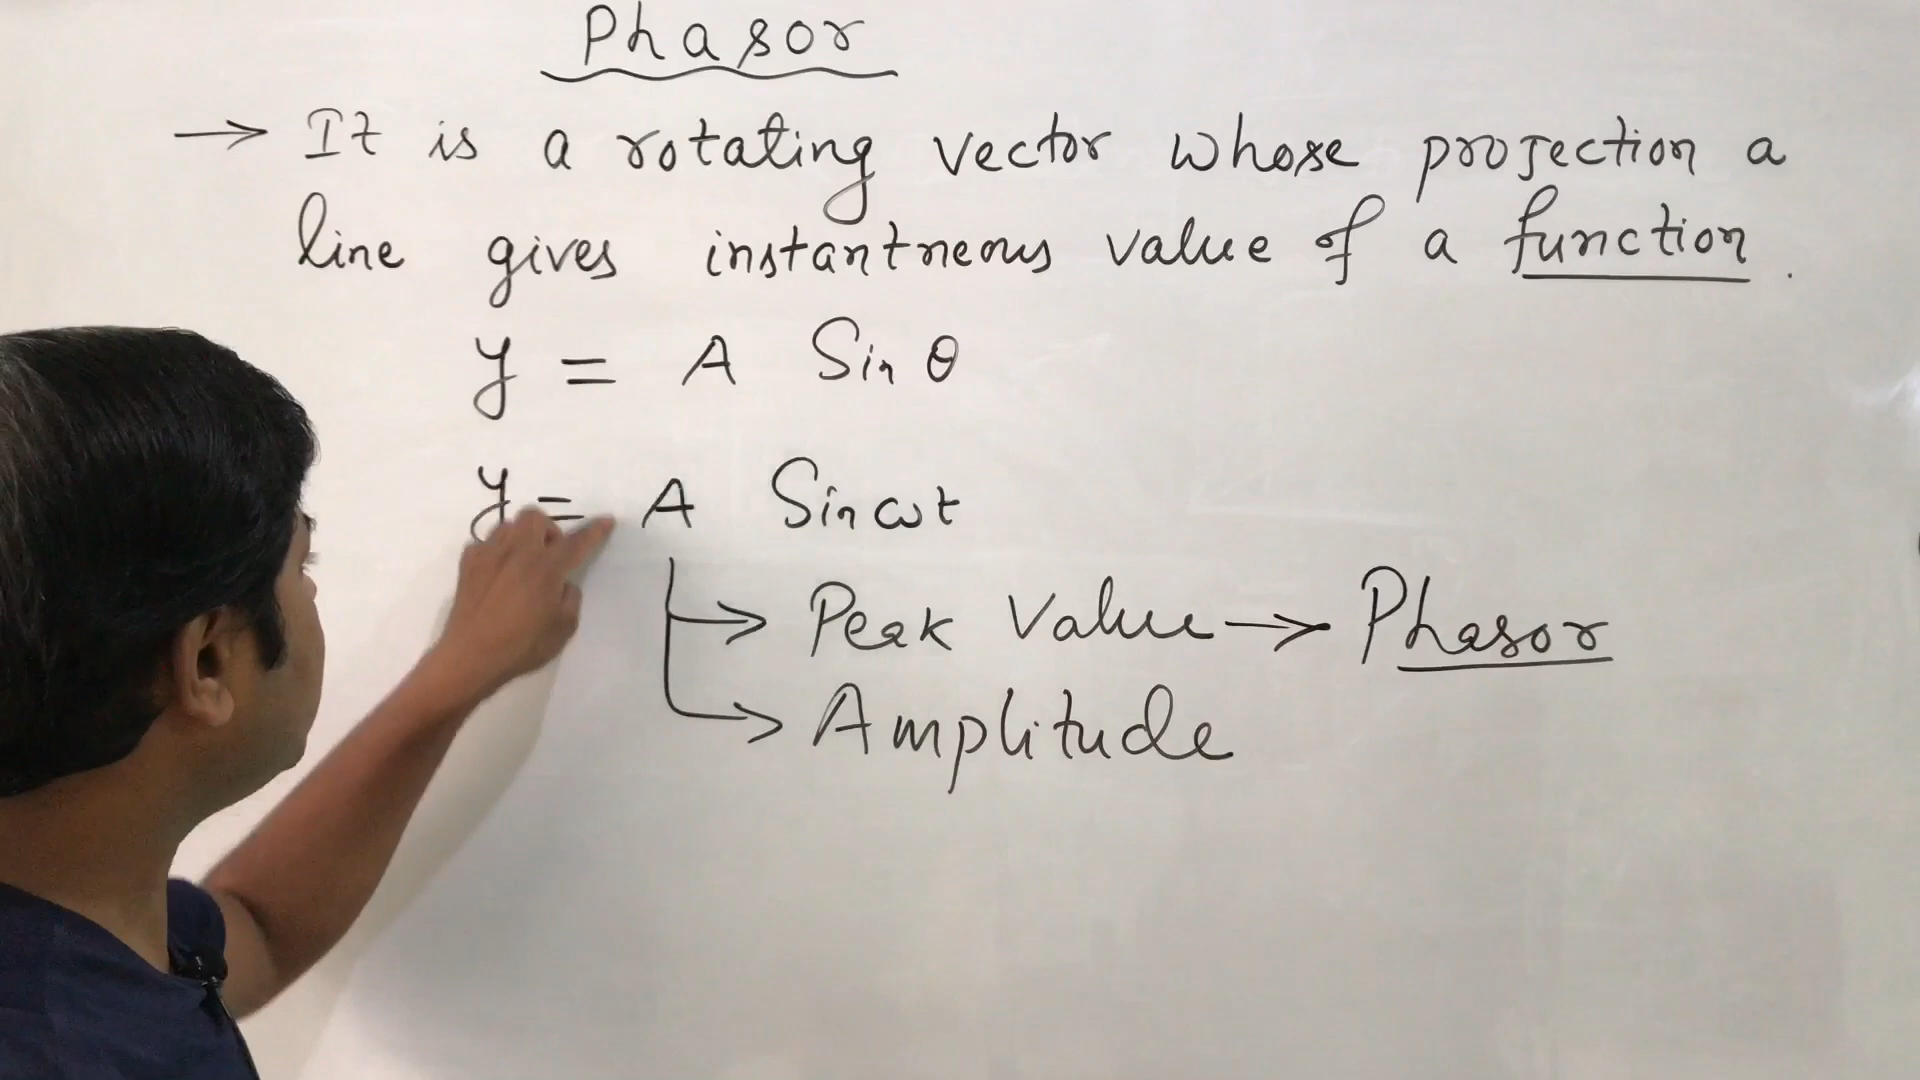 Phasor
→ It is a rotating vector whose projection a
line gives instantneous value of a function.
y = A Sin θ
y = A Sin ωt
→ Peak Value → Phasor
→ Amplitude